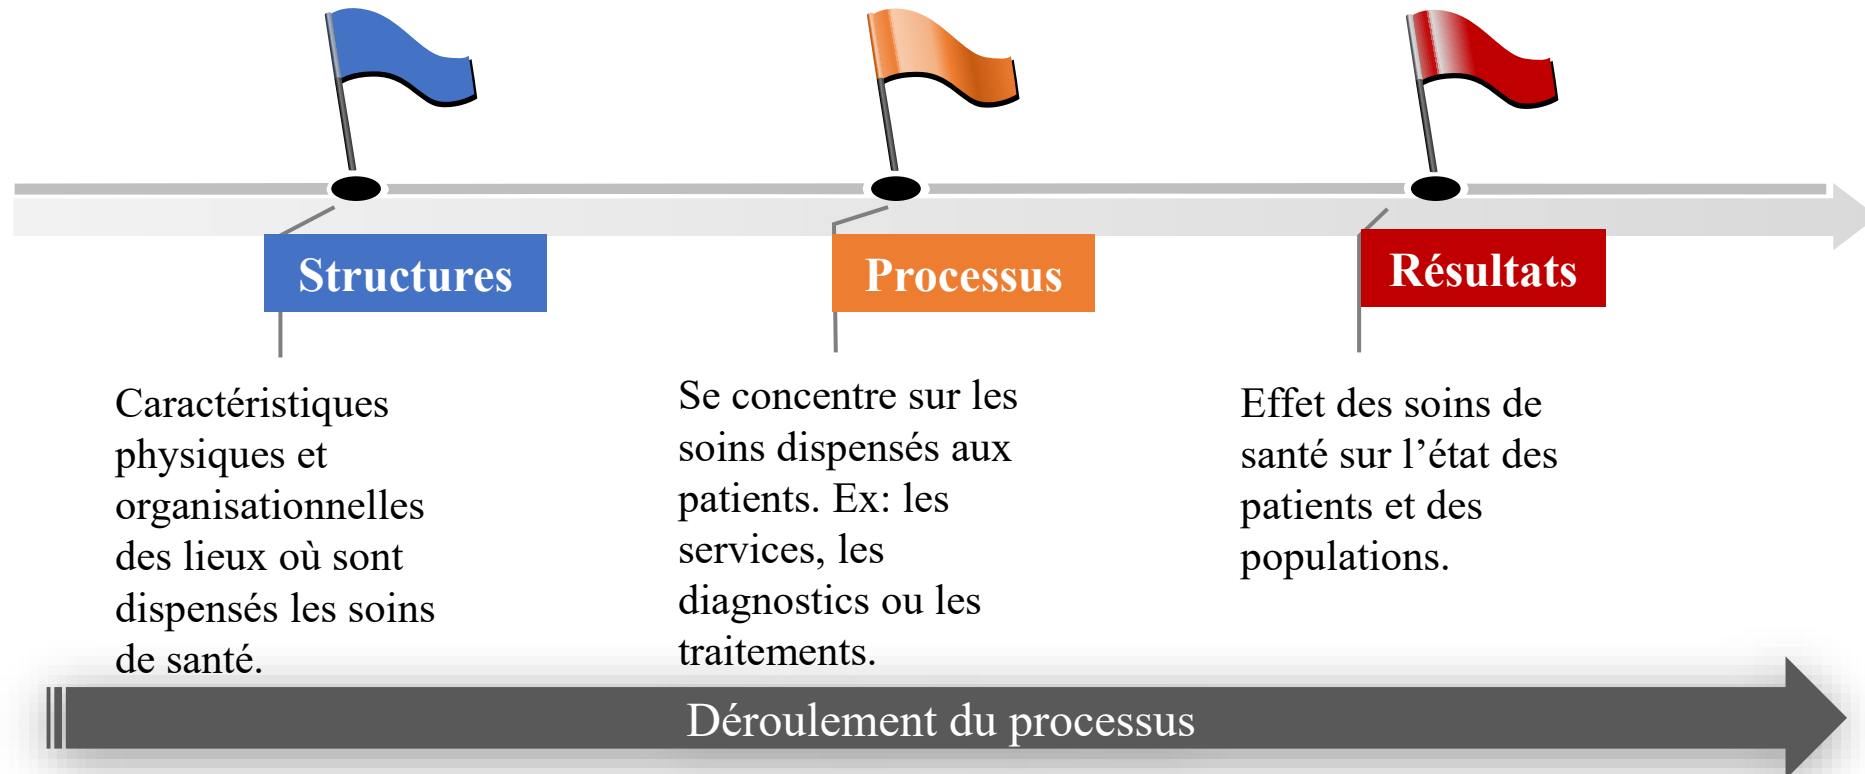 Structures
Caractéristiques
physiques et
organisationnelles
des lieux où sont
dispensés les soins
de santé.
Processus
Se concentre sur les
soins dispensés aux
patients. Ex: les
services, les
diagnostics ou les
traitements.
Résultats
Effet des soins de
santé sur l’état des
patients et des
populations.
Déroulement du processus